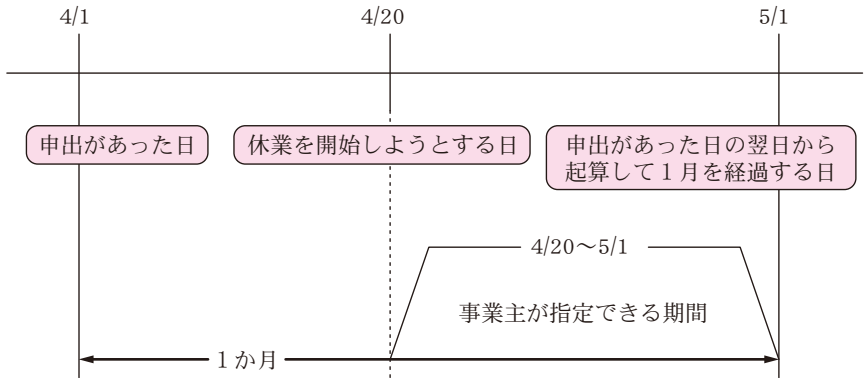 4/1
4/20
5/1
申出があった日
休業を開始しようとする日
申出があった日の翌日から
起算して1月を経過する日
4/20〜5/1
事業主が指定できる期間
1か月